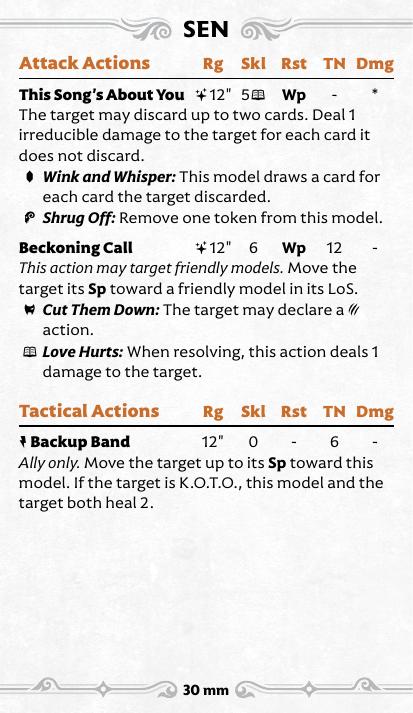 SEN
Attack Actions Rg Skl Rst TN Dmg
This Song's About You 12" 5 Wp - *
The target may discard up to two cards. Deal 1
irreducible damage to the target for each card it
does not discard.
Wink and Whisper: This model draws a card for
each card the target discarded.
Shrug Off: Remove one token from this model.
Beckoning Call 12" 6 Wp 12 -
This action may target friendly models. Move the
target its Sp toward a friendly model in its LoS.
Cut Them Down: The target may declare a
action.
Love Hurts: When resolving, this action deals 1
damage to the target.
Tactical Actions Rg Skl Rst TN Dmg
Backup Band 12" 0 - 6 -
Ally only. Move the target up to its Sp toward this
model. If the target is K.O.T.O., this model and the
target both heal 2.
30 mm